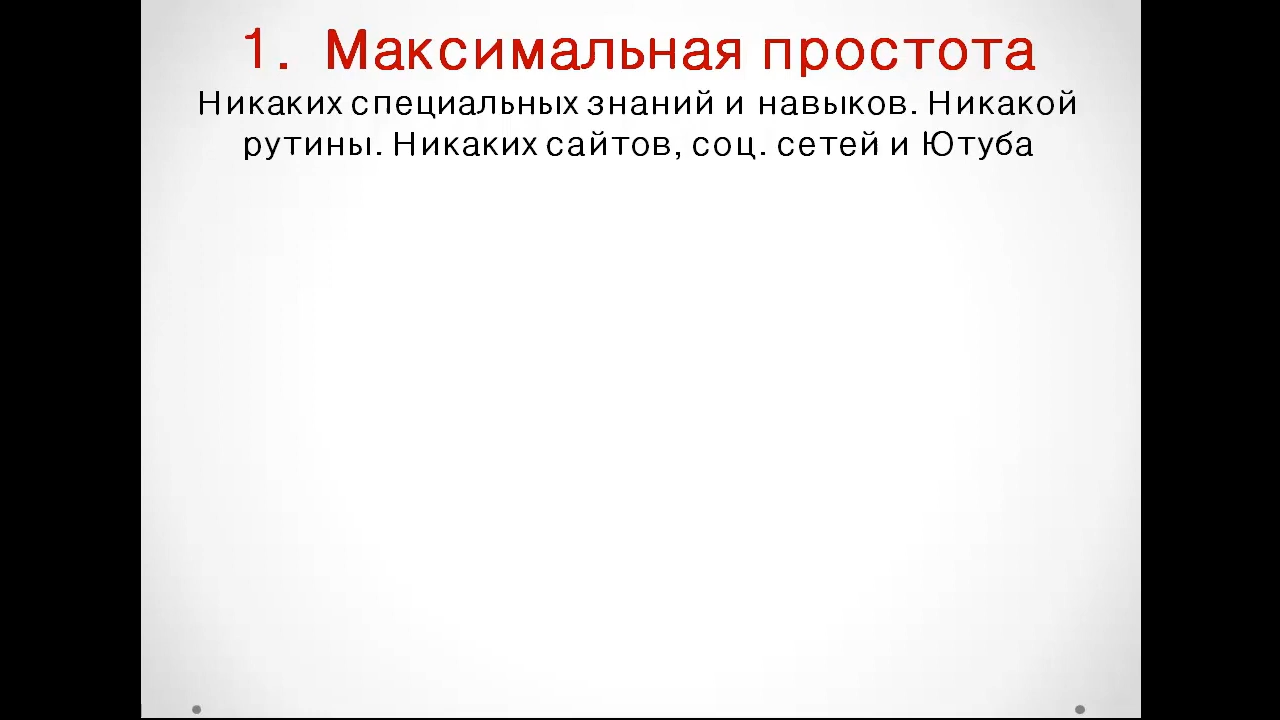 1. Максимальная простота
Никаких специальных знаний и навыков. Никакой
рутины. Никаких сайтов, соц. сетей и Ютуба